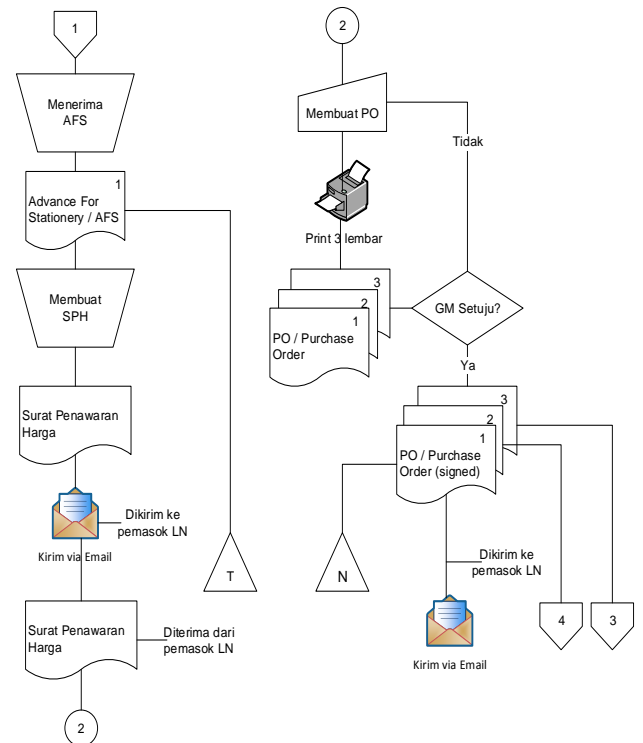 1
Menerima
AFS
1
Advance For
Stationery / AFS
Membuat
SPH
Surat Penawaran
Harga
Dikirim ke
pemasok LN
Kirim via Email
T
Surat Penawaran
Harga
Diterima dari
pemasok LN
2
2
Membuat PO
Tidak
Print 3 lembar
3
2
1
PO / Purchase
Order
GM Setuju?
Ya
3
2
1
PO / Purchase
Order (signed)
N
Dikirim ke
pemasok LN
Kirim via Email
4
3